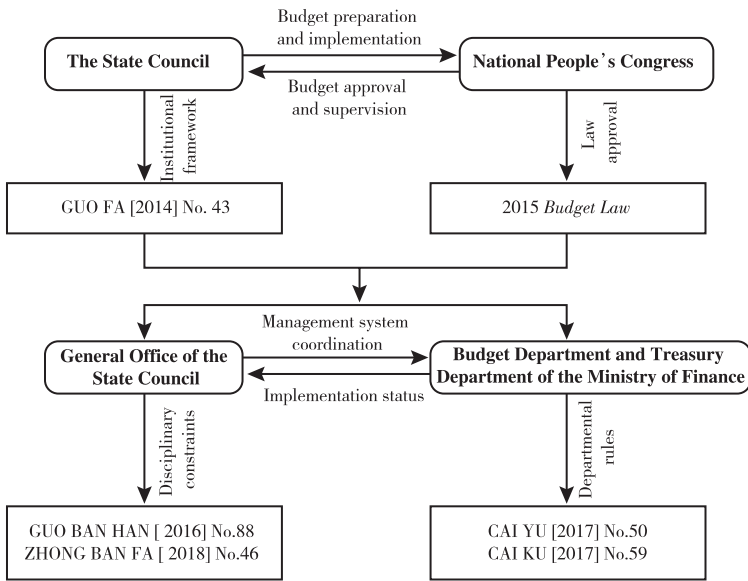 Budget preparation
and implementation
The State Council
National People's Congress
Budget approval
and supervision
Institutional
framework
Law
approval
GUO FA [2014] No. 43
2015 Budget Law
Management system
coordination
General Office of the
State Council
Budget Department and Treasury
Department of the Ministry of Finance
Implementation status
Disciplinary
constraints
Departmental
rules
GUO BAN HAN [ 2016] No.88
ZHONG BAN FA [ 2018] No.46
CAI YU [2017] No.50
CAI KU [2017] No.59